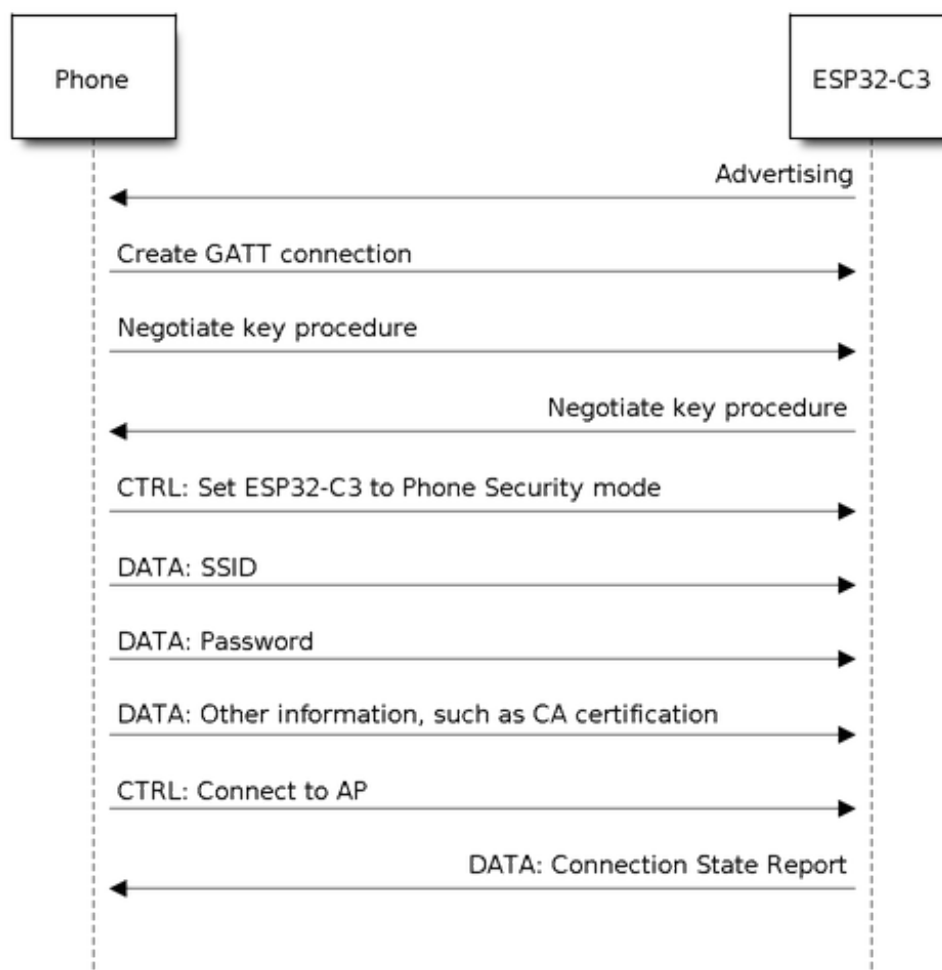 Phone
ESP32-C3
Advertising
Create GATT connection
Negotiate key procedure
Negotiate key procedure
CTRL: Set ESP32-C3 to Phone Security mode
DATA: SSID
DATA: Password
DATA: Other information, such as CA certification
CTRL: Connect to AP
DATA: Connection State Report